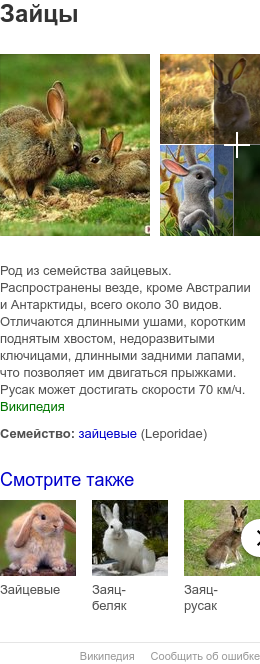 Зайцы
Род из семейства зайцевых.
Распространены везде, кроме Австралии
и Антарктиды, всего около 30 видов.
Отличаются длинными ушами, коротким
поднятым хвостом, недоразвитыми
ключицами, длинными задними лапами,
что позволяет им двигаться прыжками.
Русак может достигать скорости 70 км/ч.
Википедия
Семейство: зайцевые (Leporidae)
Смотрите также
Зайцевые
Заяц-
беляк
Заяц-
русак
Википедия Сообщить об ошибке